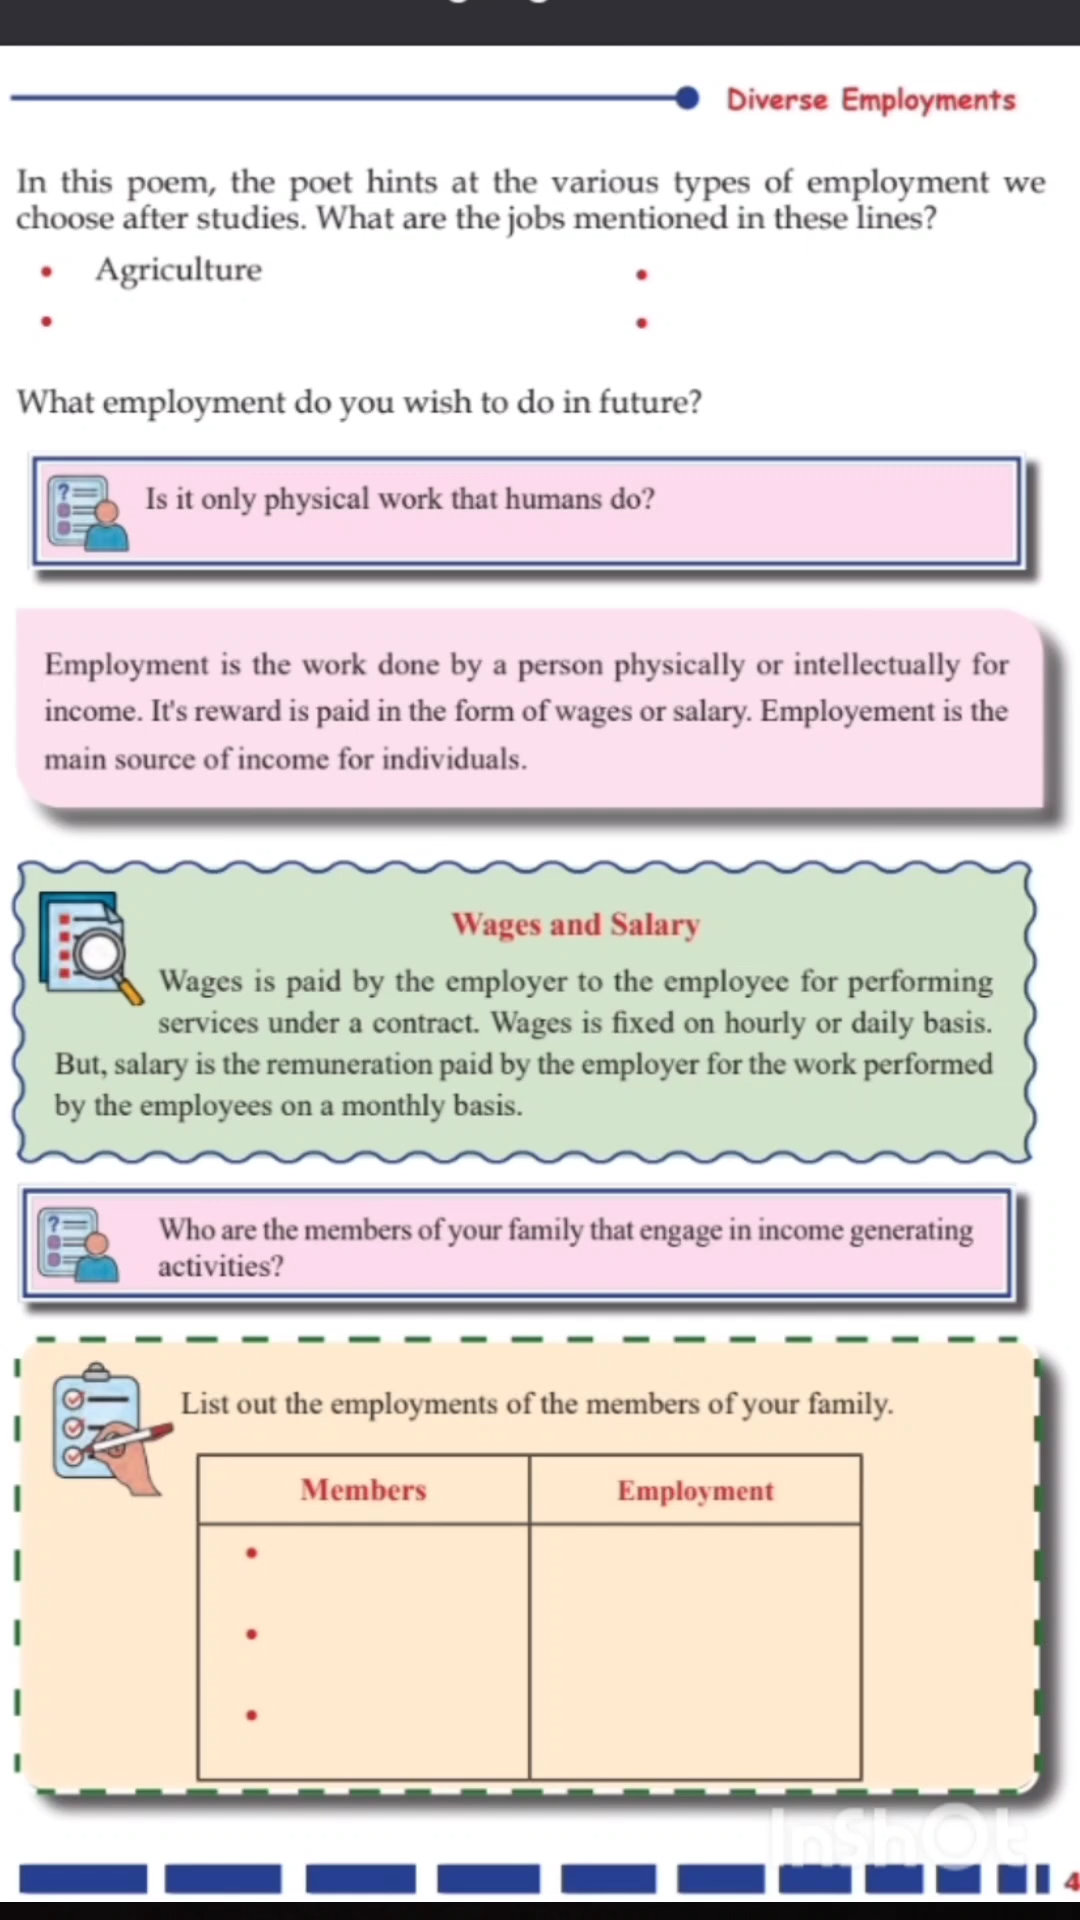 Diverse Employments
In this poem, the poet hints at the various types of employment we
choose after studies. What are the jobs mentioned in these lines?
• Agriculture •
• •
What employment do you wish to do in future?
Is it only physical work that humans do?
Employment is the work done by a person physically or intellectually for
income. It's reward is paid in the form of wages or salary. Employement is the
main source of income for individuals.
Wages and Salary
Wages is paid by the employer to the employee for performing
services under a contract. Wages is fixed on hourly or daily basis.
But, salary is the remuneration paid by the employer for the work performed
by the employees on a monthly basis.
Who are the members of your family that engage in income generating
activities?
List out the employments of the members of your family.
Members Employment
•
•
•
InShOt
4